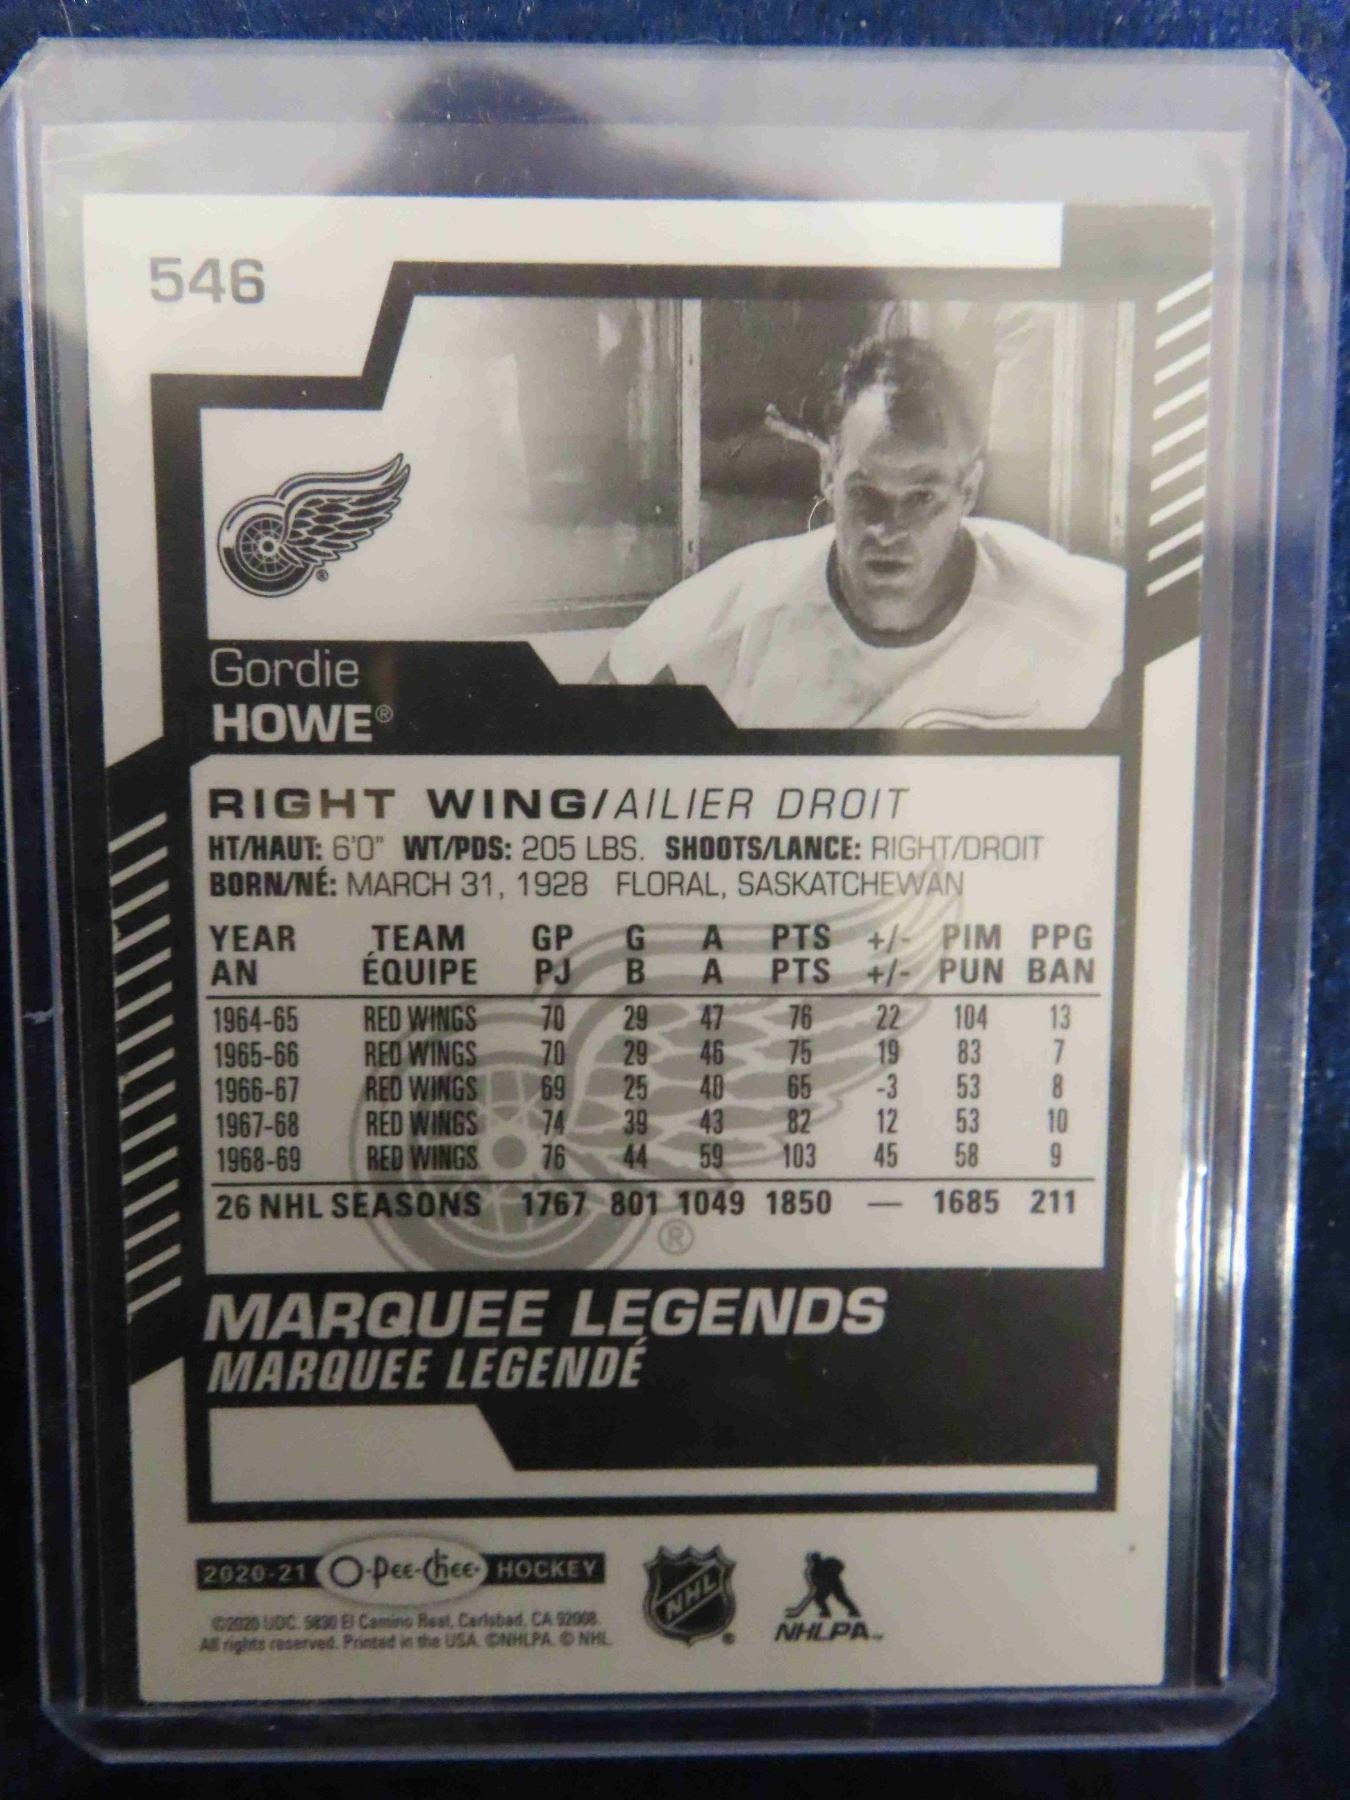 546
Gordie
HOWE®
RIGHT WING/AILIER DROIT
HT/HAUT: 6'0" WT/PDS: 205 LBS. SHOOTS/LANCE: RIGHT/DROIT
BORN/NÉ: MARCH 31, 1928 FLORAL, SASKATCHEWAN
YEAR TEAM GP G A PTS +/- PIM PPG
AN ÉQUIPE PJ B A PTS +/- PUN BAN
1964-65 RED WINGS 70 29 47 76 22 104 13
1965-66 RED WINGS 70 29 46 75 19 83 7
1966-67 RED WINGS 69 25 40 65 -3 53 8
1967-68 RED WINGS 74 39 43 82 12 53 10
1968-69 RED WINGS 76 44 59 103 45 58 9
26 NHL SEASONS 1767 801 1049 1850 — 1685 211
®
MARQUEE LEGENDS
MARQUEE LEGENDÉ
2020-21 O-Pee-Chee HOCKEY
©2020 UDC. 5830 El Camino Real, Carlsbad, CA 92008.
All rights reserved. Printed in the USA. ©NHLPA. © NHL.
NHL®
NHLPA™